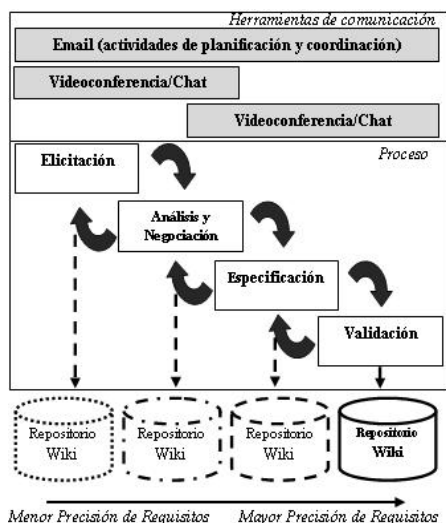 Herramientas de comunicación
Email (actividades de planificación y coordinación)
Videoconferencia/Chat
Videoconferencia/Chat
Proceso
Elicitación
Análisis y
Negociación
Especificación
Validación
Repositorio
Wiki
Repositorio
Wiki
Repositorio
Wiki
Repositorio
Wiki
Menor Precisión de Requisitos
Mayor Precisión de Requisitos